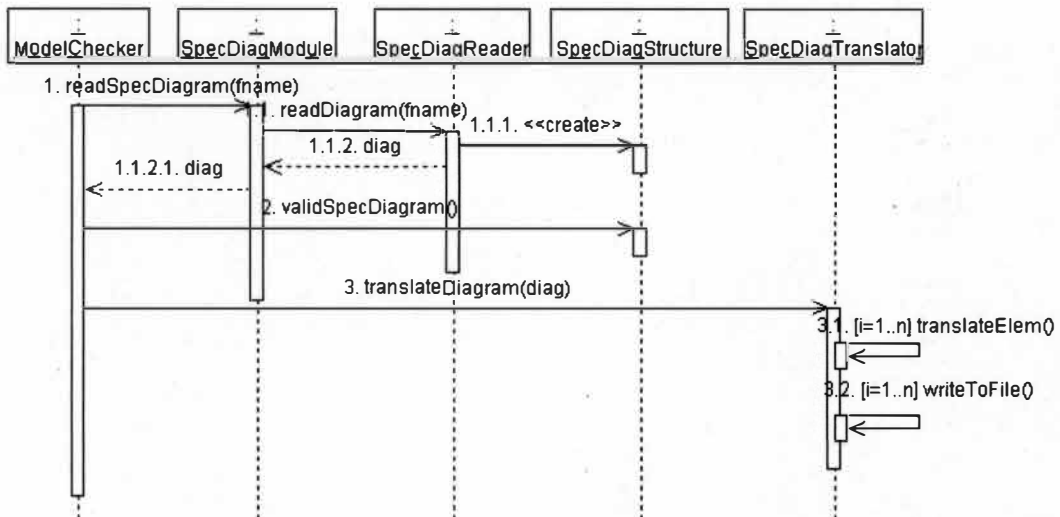 ModelChecker
SpecDiagModule
SpecDiagReader
SpecDiagStructure
SpecDiagTranslator
1. readSpecDiagram(fname)
1.1. readDiagram(fname)
1.1.1. <<create>>
1.1.2. diag
1.1.2.1. diag
2. validSpecDiagram()
3. translateDiagram(diag)
3.1. [i=1..n] translateElem()
3.2. [i=1..n] writeToFile()